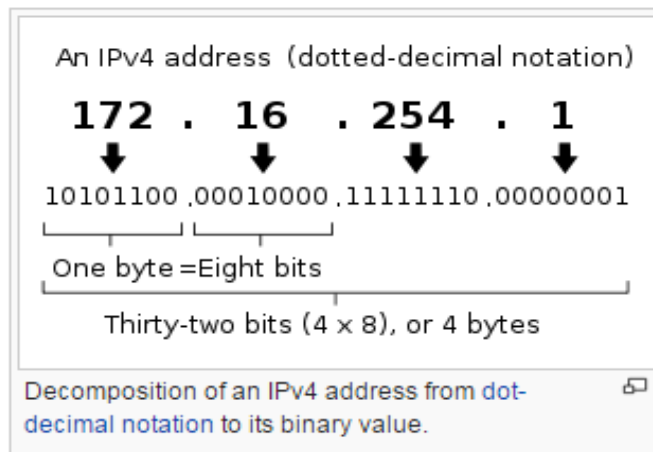 An IPv4 address (dotted-decimal notation)
172 . 16 . 254 . 1
10101100 .00010000 .11111110 .00000001
One byte =Eight bits
Thirty-two bits (4 × 8), or 4 bytes
Decomposition of an IPv4 address from dot-
decimal notation to its binary value.